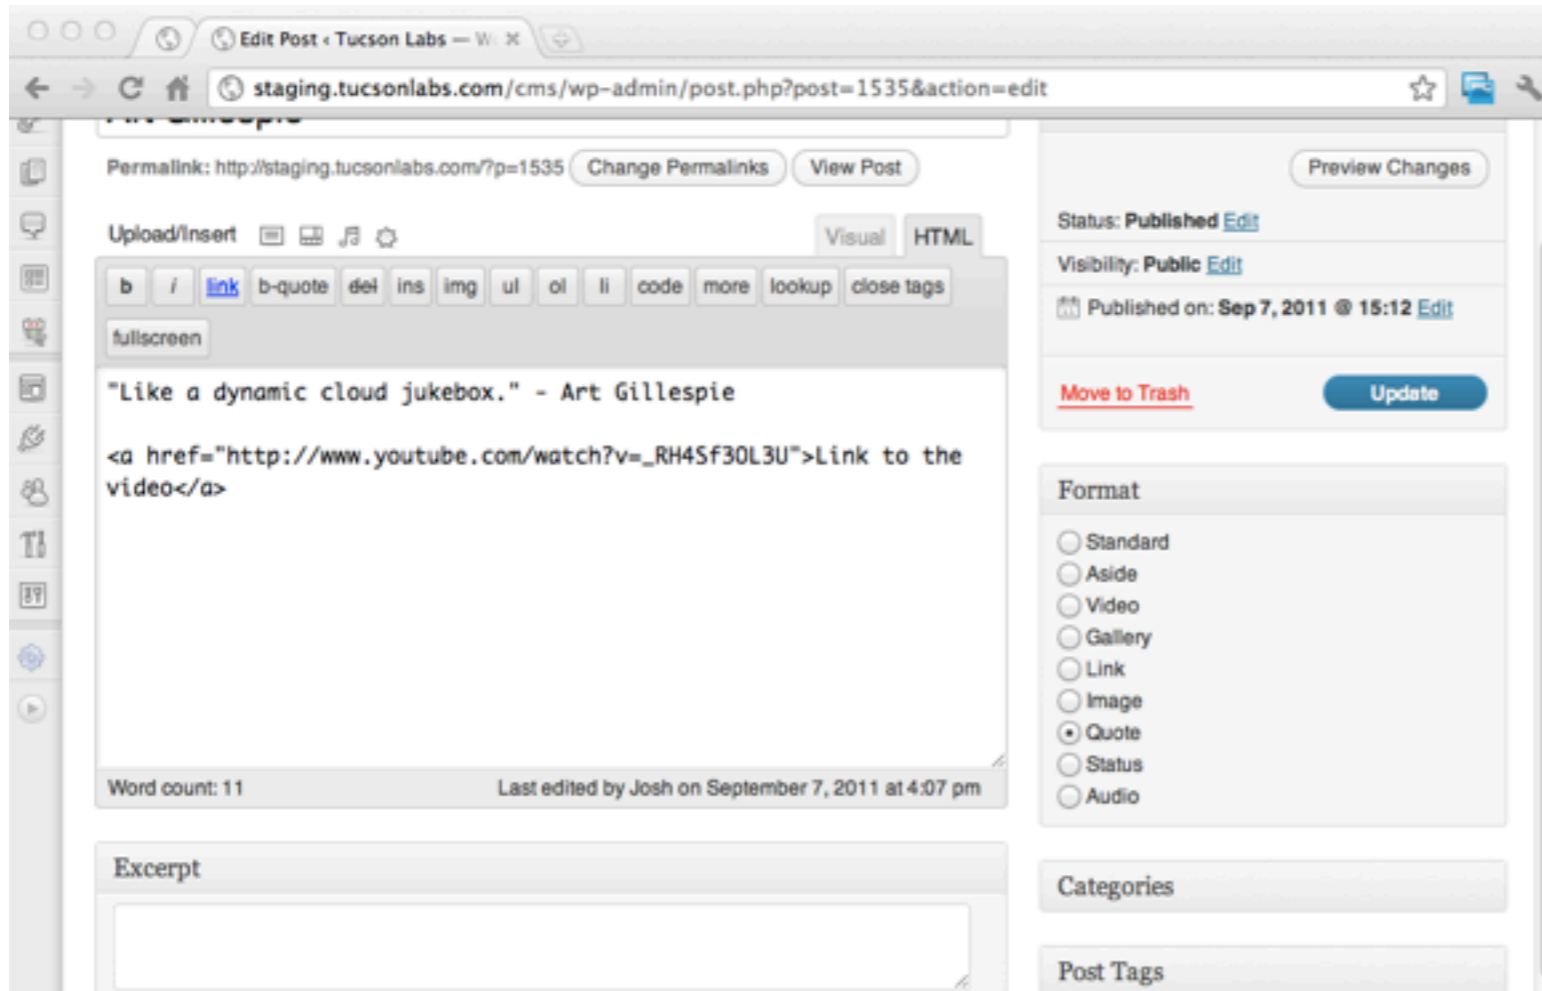 Edit Post ‹ Tucson Labs — W
staging.tucsonlabs.com/cms/wp-admin/post.php?post=1535&action=edit
Art Gillespie
Permalink: http://staging.tucsonlabs.com/?p=1535 Change Permalinks View Post
Upload/Insert Visual HTML
b i link b-quote del ins img ul ol li code more lookup close tags
fullscreen
"Like a dynamic cloud jukebox." - Art Gillespie
<a href="http://www.youtube.com/watch?v=_RH4Sf3OL3U">Link to the
video</a>
Word count: 11 Last edited by Josh on September 7, 2011 at 4:07 pm
Excerpt
Preview Changes
Status: Published Edit
Visibility: Public Edit
Published on: Sep 7, 2011 @ 15:12 Edit
Move to Trash Update
Format
Standard
Aside
Video
Gallery
Link
Image
Quote
Status
Audio
Categories
Post Tags